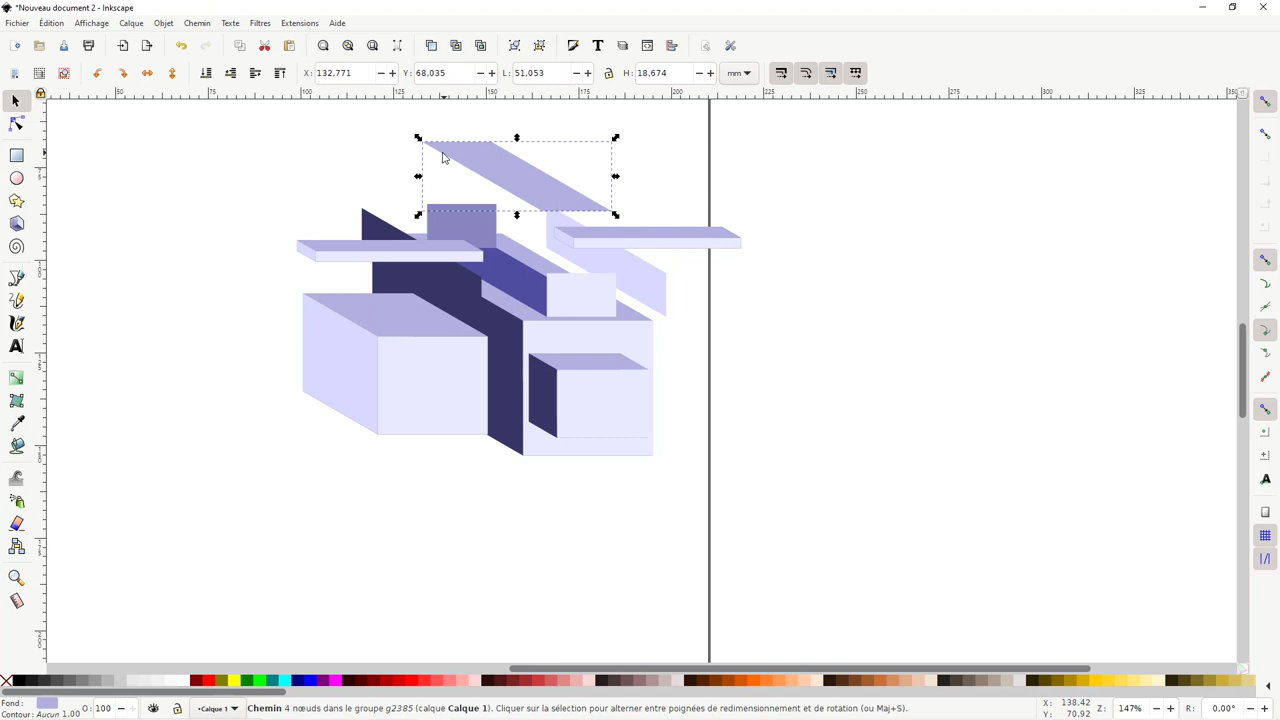 *Nouveau document 2 - Inkscape
Fichier Édition Affichage Calque Objet Chemin Texte Filtres Extensions Aide
X: 132,771 − + Y: 68,035 − + L: 51,053 − + H: 18,674 − + mm
50 75 100 125 150 175 200 225 250 275 300 325 350
Fond : O: 100 − + •Calque 1 Chemin 4 nœuds dans le groupe g2385 (calque Calque 1). Cliquer sur la sélection pour alterner entre poignées de redimensionnement et de rotation (ou Maj+S). X: 138.42 Z: 147% − + R: 0.00° − +
Contour: Aucun 1.00 Y: 70.92